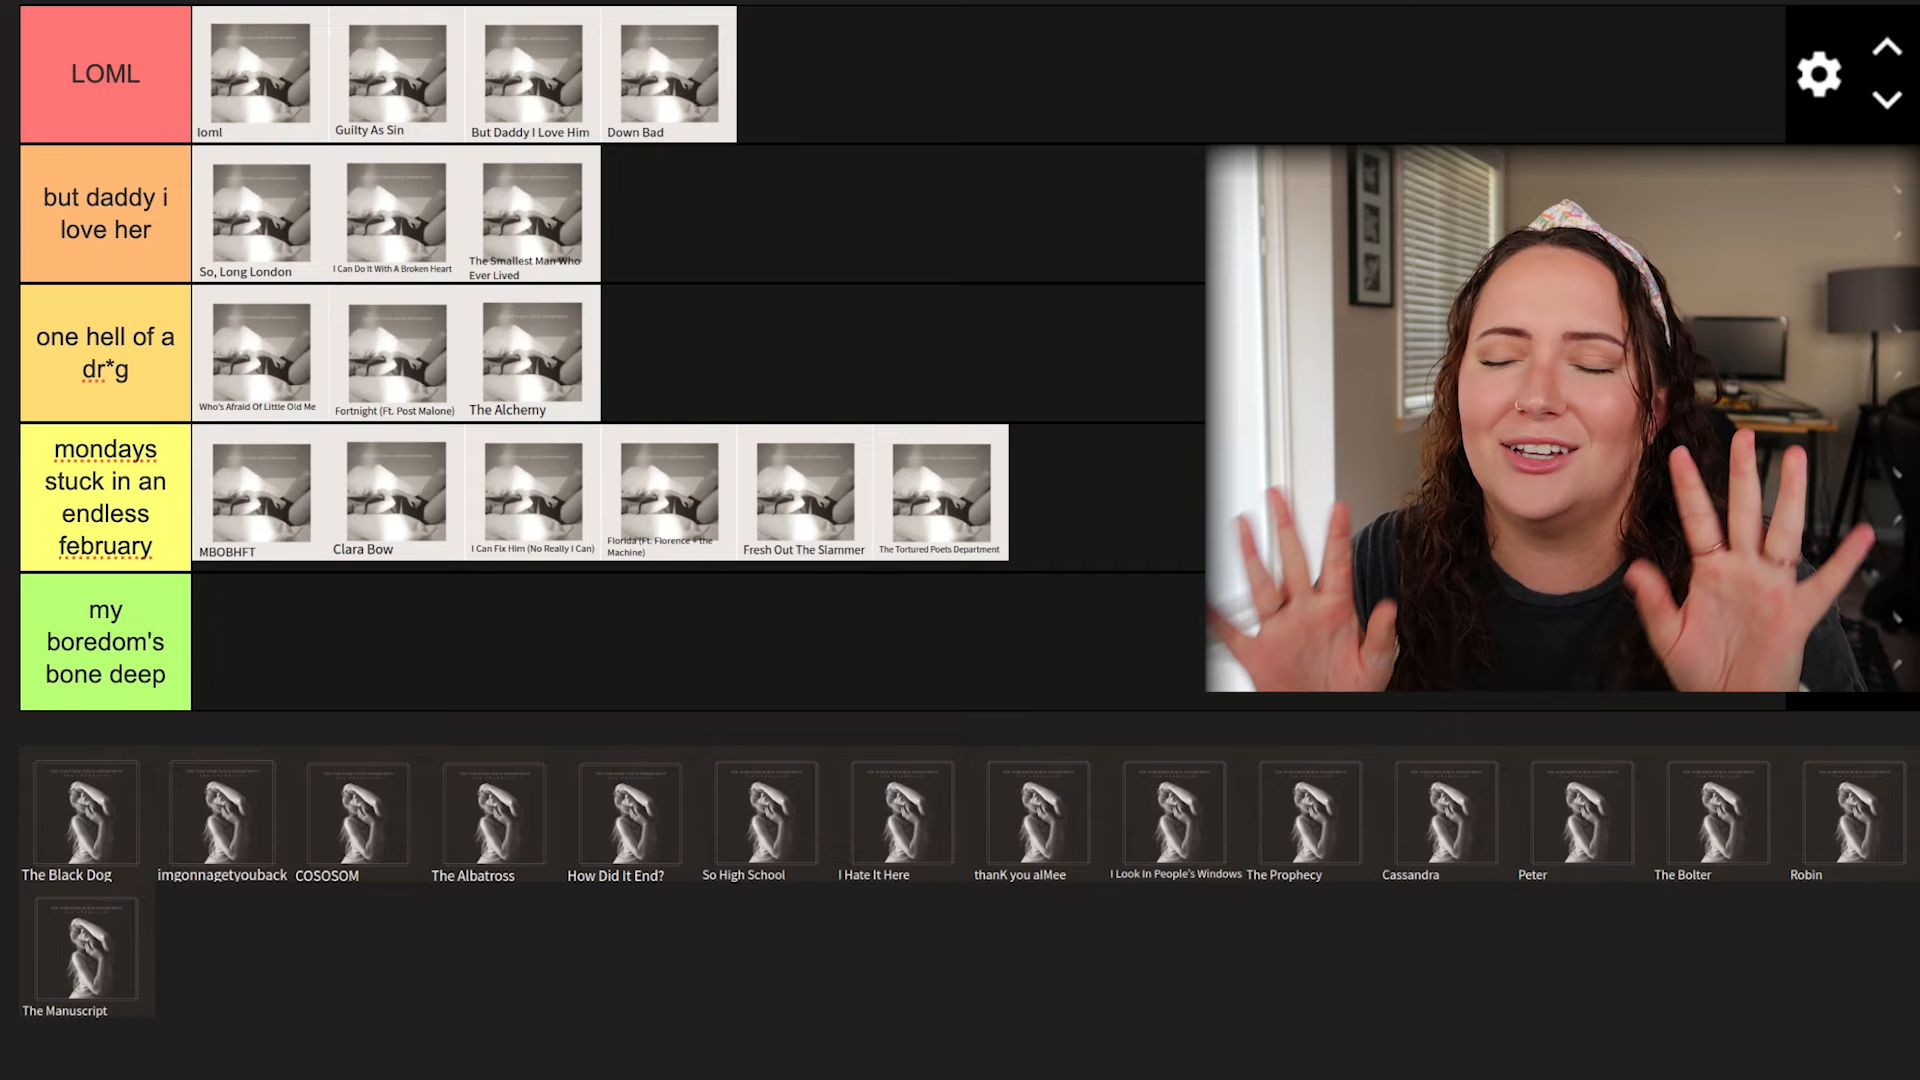 LOML
loml
Guilty As Sin
But Daddy I Love Him
Down Bad
but daddy i
love her
So, Long London
I Can Do It With A Broken Heart
The Smallest Man Who
Ever Lived
one hell of a
dr*g
Who's Afraid Of Little Old Me
Fortnight (Ft. Post Malone)
The Alchemy
mondays
stuck in an
endless
february
MBOBHFT
Clara Bow
I Can Fix Him (No Really I Can)
Florida (Ft. Florence + the
Machine)
Fresh Out The Slammer
The Tortured Poets Department
my
boredom's
bone deep
The Black Dog
imgonnagetyouback
COSOSOM
The Albatross
How Did It End?
So High School
I Hate It Here
thanK you aIMee
I Look In People's Windows
The Prophecy
Cassandra
Peter
The Bolter
Robin
The Manuscript